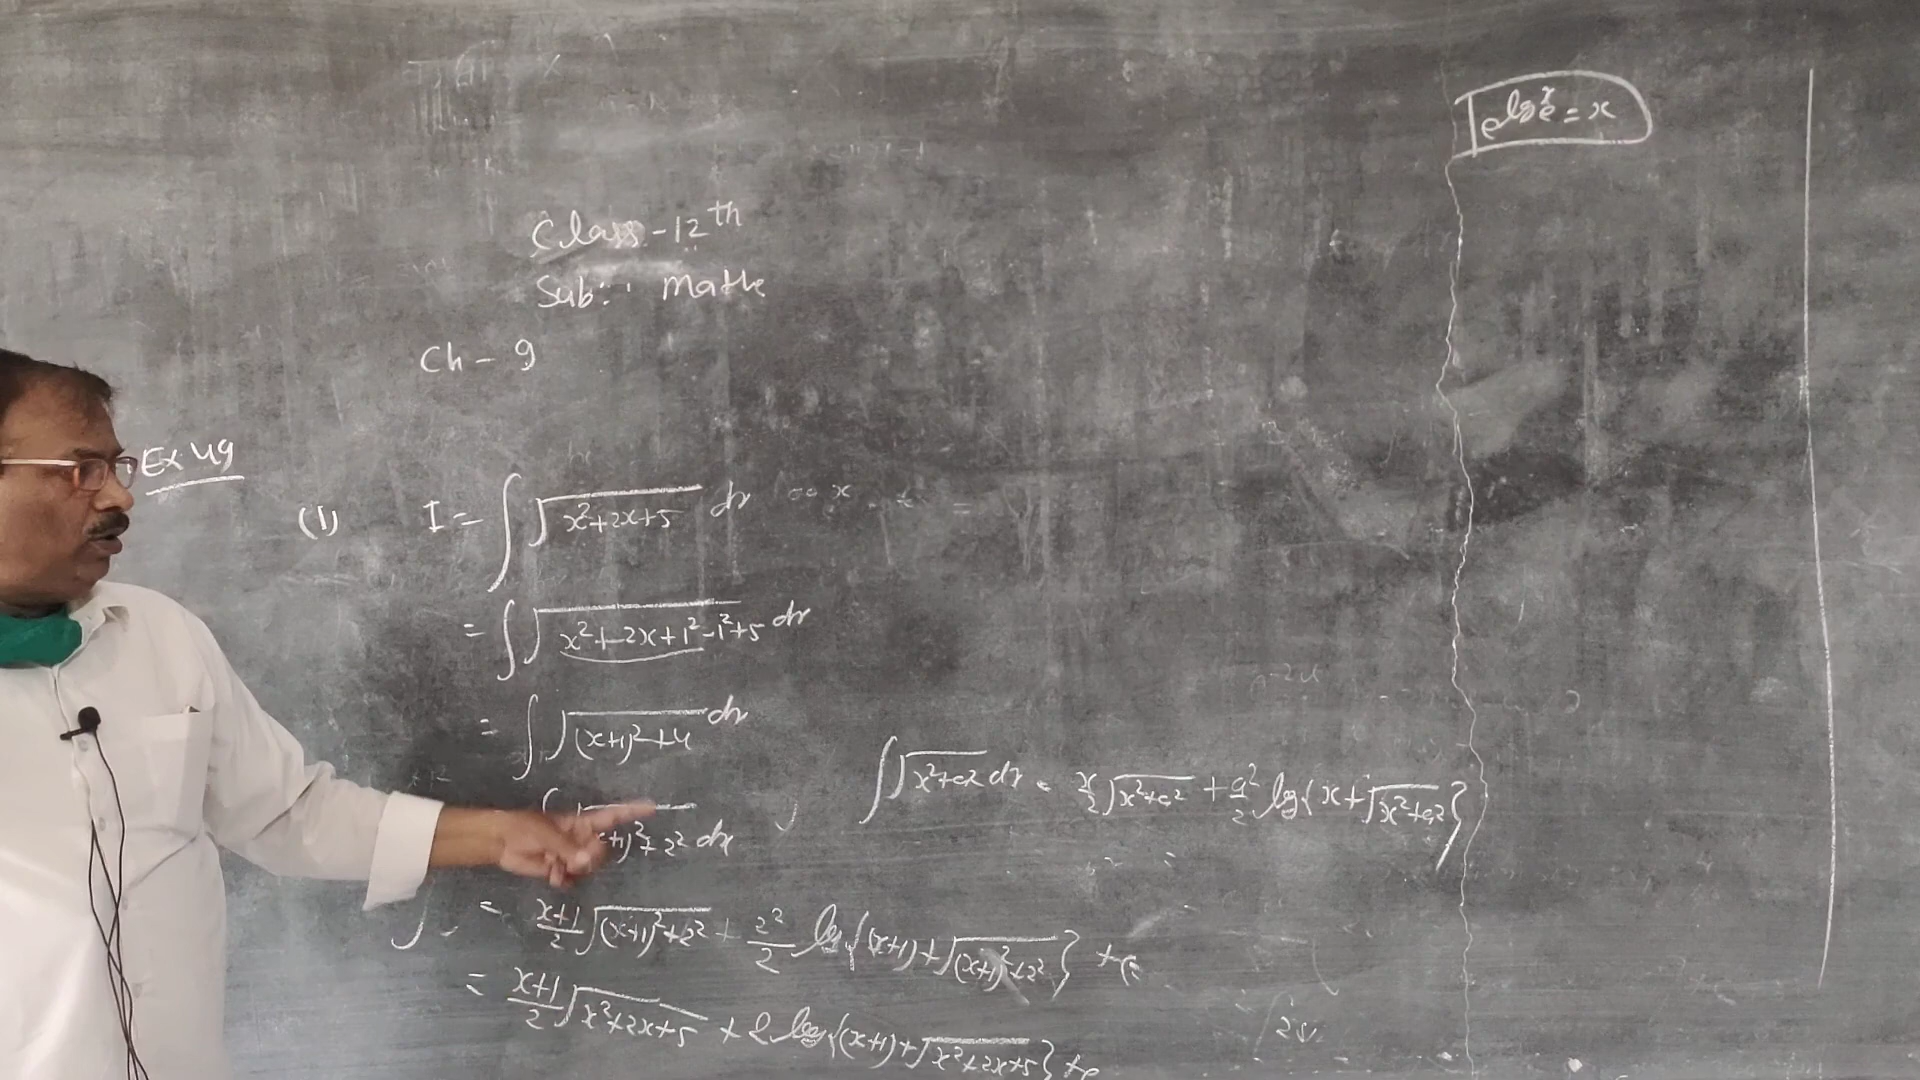 e^log_e^x = x
Class - 12th
Sub: Maths
Ch - 9
Ex 49
(1) I = ∫√(x²+2x+5) dx
= ∫√(x²+2x+1²-1²+5) dx
= ∫√((x+1)²+4) dx
∫√(x²+a²) dx = x/2 √(x²+a²) + a²/2 log{x+√(x²+a²)}
+1)²+2² dx
= (x+1)/2 √((x+1)²+2²) + 2²/2 log{(x+1)+√((x+1)²+2²)} + c
= (x+1)/2 √(x²+2x+5) + 2 log{(x+1)+√(x²+2x+5)} + c